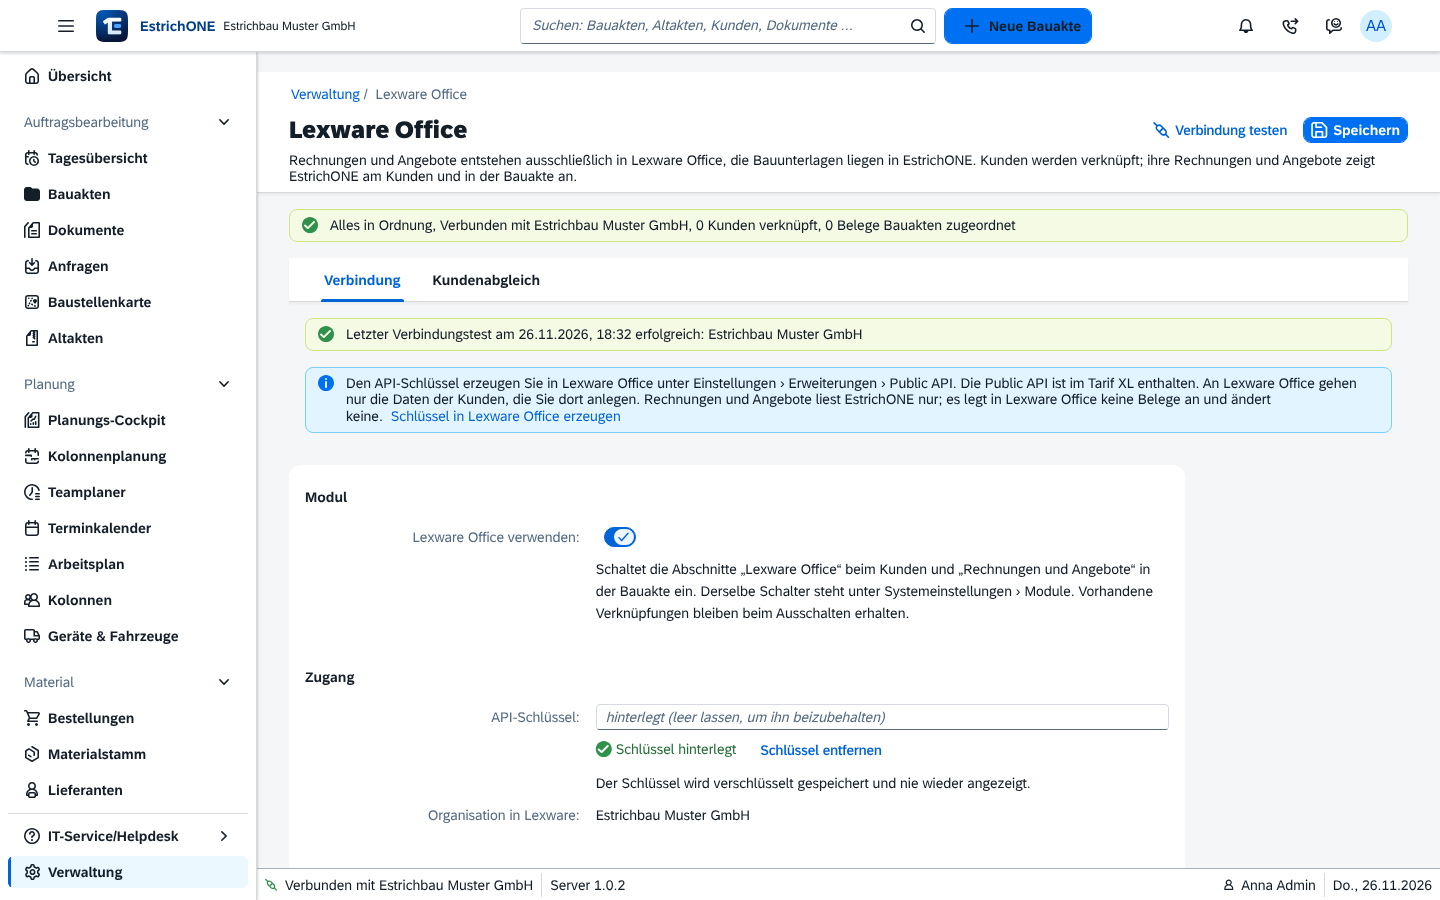 EstrichONE Estrichbau Muster GmbH
Suchen: Bauakten, Altakten, Kunden, Dokumente ...
Neue Bauakte
AA
Übersicht
Auftragsbearbeitung
Tagesübersicht
Bauakten
Dokumente
Anfragen
Baustellenkarte
Altakten
Planung
Planungs-Cockpit
Kolonnenplanung
Teamplaner
Terminkalender
Arbeitsplan
Kolonnen
Geräte & Fahrzeuge
Material
Bestellungen
Materialstamm
Lieferanten
IT-Service/Helpdesk
Verwaltung
Verwaltung / Lexware Office
Lexware Office
Verbindung testen
Speichern
Rechnungen und Angebote entstehen ausschließlich in Lexware Office, die Bauunterlagen liegen in EstrichONE. Kunden werden verknüpft; ihre Rechnungen und Angebote zeigt
EstrichONE am Kunden und in der Bauakte an.
Alles in Ordnung, Verbunden mit Estrichbau Muster GmbH, 0 Kunden verknüpft, 0 Belege Bauakten zugeordnet
Verbindung Kundenabgleich
Letzter Verbindungstest am 26.11.2026, 18:32 erfolgreich: Estrichbau Muster GmbH
Den API-Schlüssel erzeugen Sie in Lexware Office unter Einstellungen › Erweiterungen › Public API. Die Public API ist im Tarif XL enthalten. An Lexware Office gehen
nur die Daten der Kunden, die Sie dort anlegen. Rechnungen und Angebote liest EstrichONE nur; es legt in Lexware Office keine Belege an und ändert
keine. Schlüssel in Lexware Office erzeugen
Modul
Lexware Office verwenden:
Schaltet die Abschnitte „Lexware Office“ beim Kunden und „Rechnungen und Angebote“ in
der Bauakte ein. Derselbe Schalter steht unter Systemeinstellungen › Module. Vorhandene
Verknüpfungen bleiben beim Ausschalten erhalten.
Zugang
API-Schlüssel: hinterlegt (leer lassen, um ihn beizubehalten)
Schlüssel hinterlegt Schlüssel entfernen
Der Schlüssel wird verschlüsselt gespeichert und nie wieder angezeigt.
Organisation in Lexware: Estrichbau Muster GmbH
Verbunden mit Estrichbau Muster GmbH Server 1.0.2
Anna Admin Do., 26.11.2026